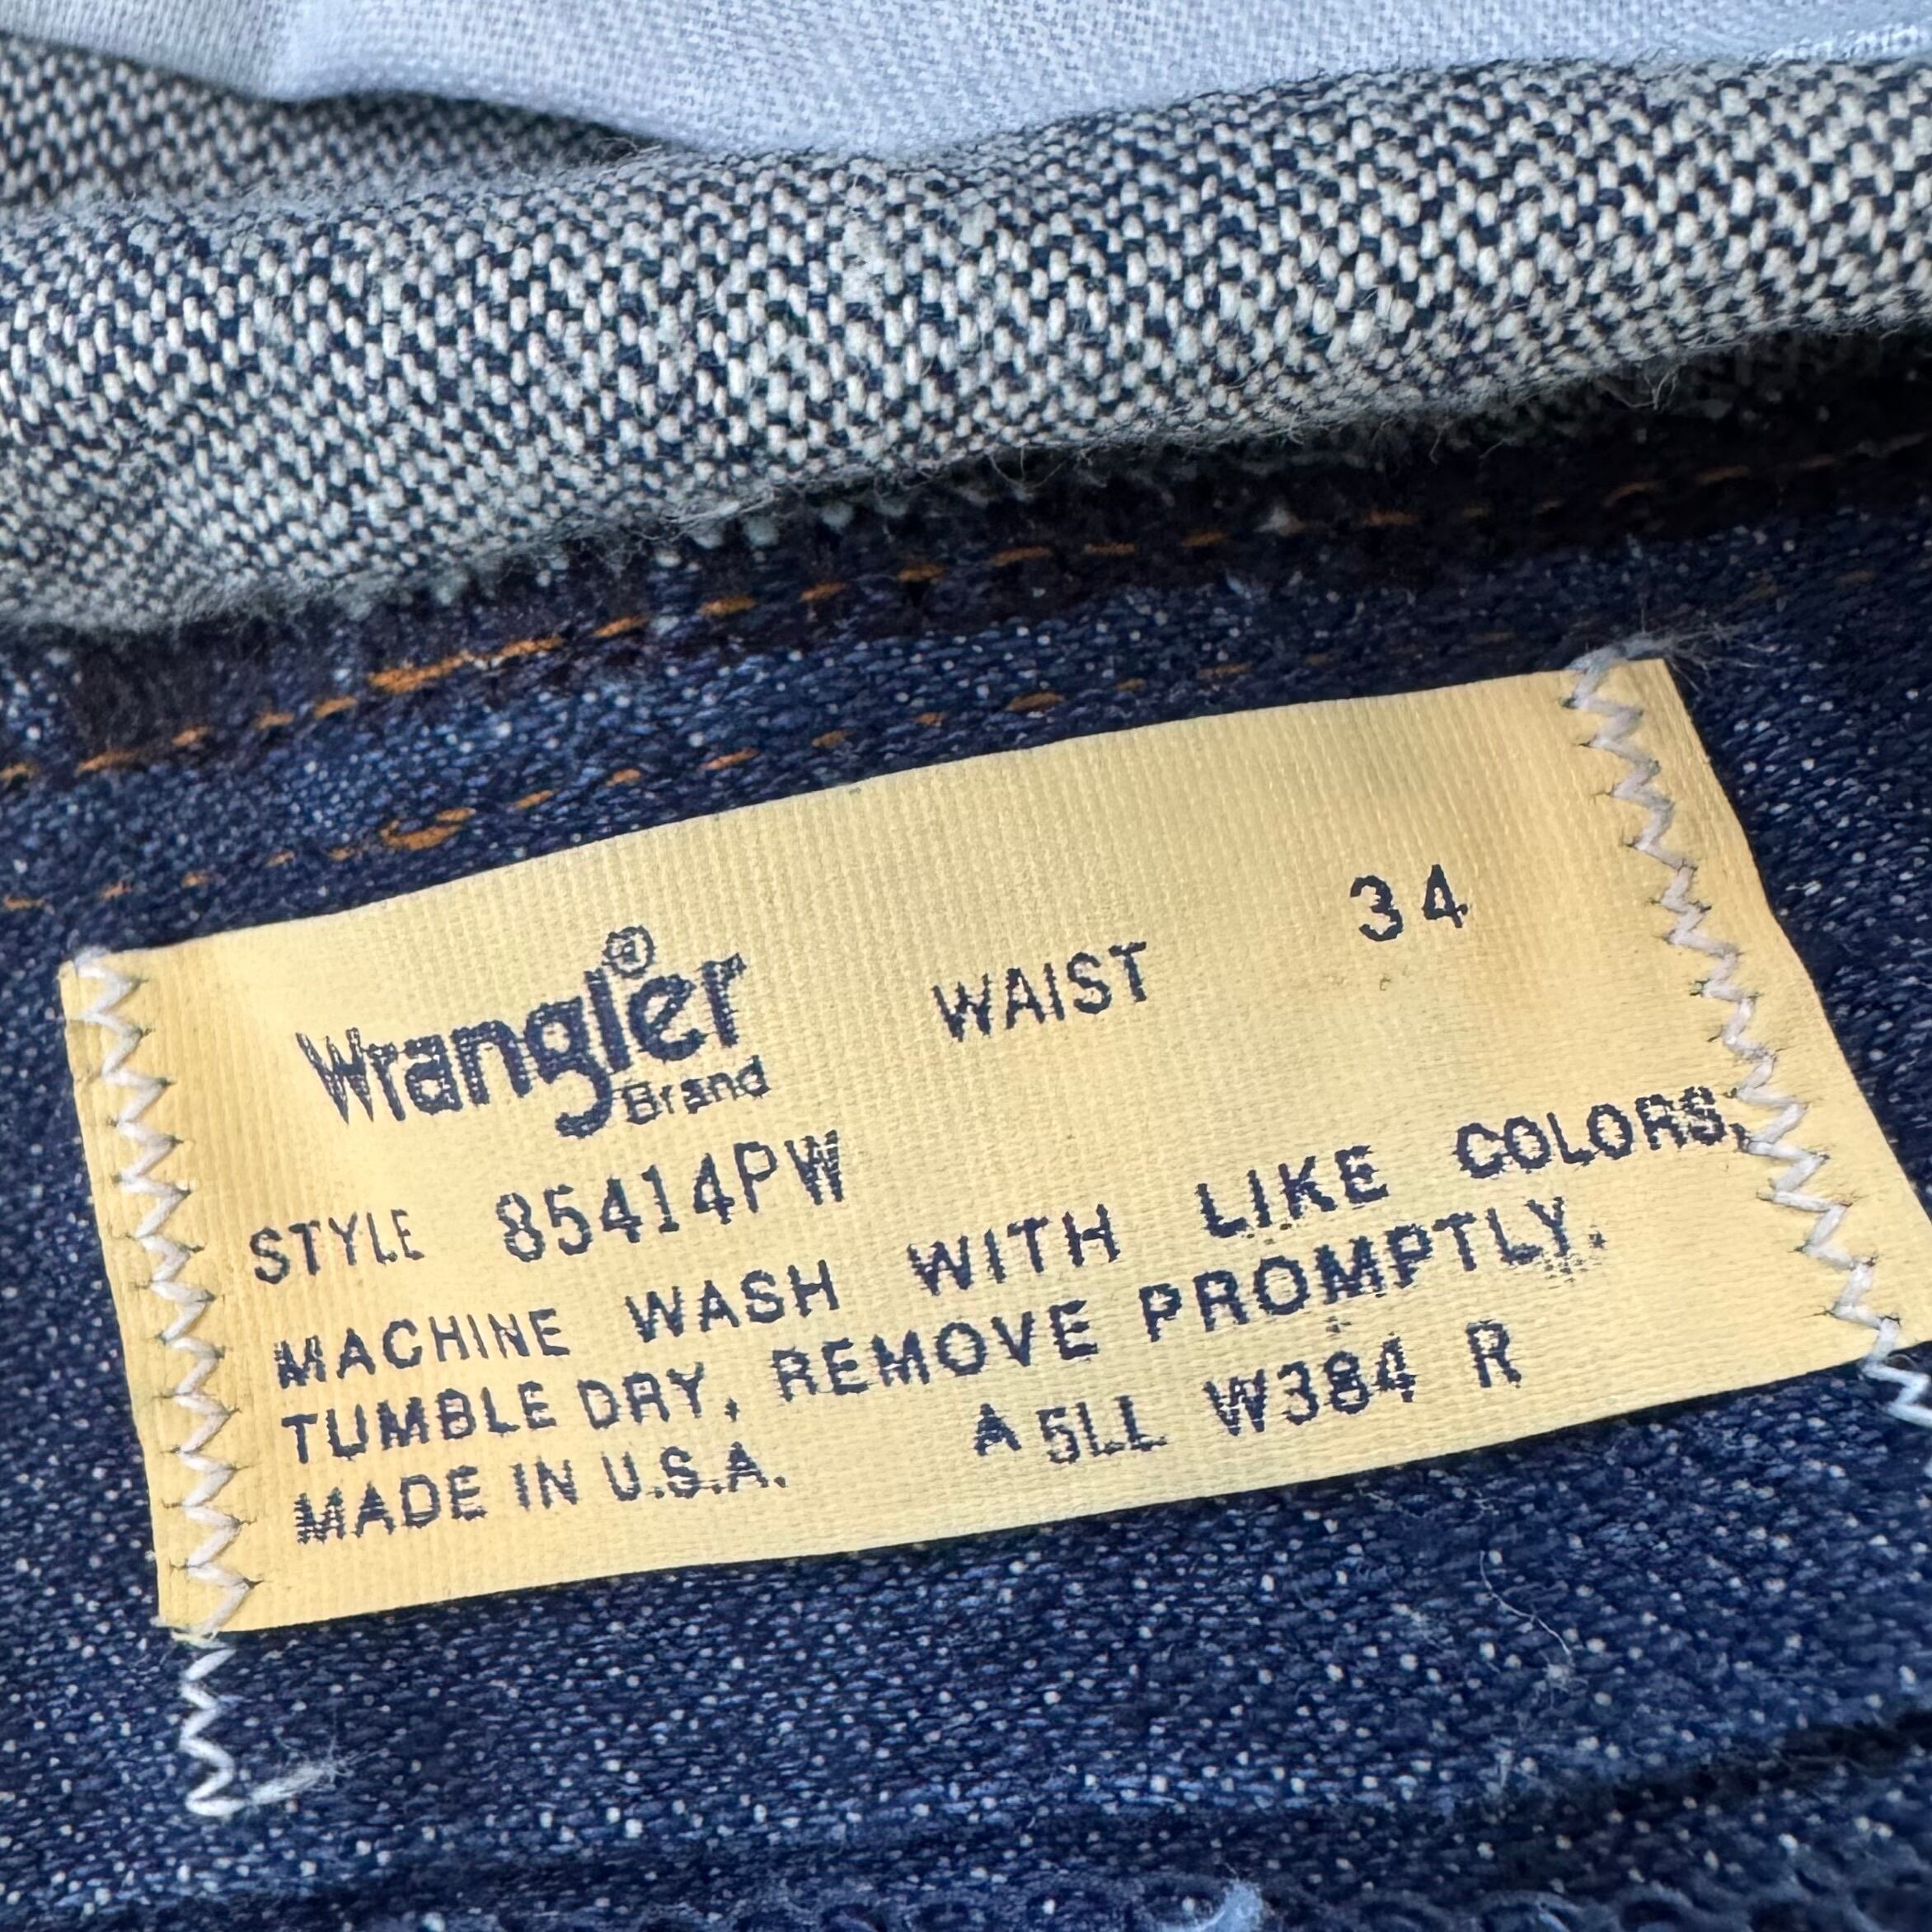 Wrangler® WAIST 34
Brand
STYLE 85414PW
MACHINE WASH WITH LIKE COLORS,
TUMBLE DRY, REMOVE PROMPTLY.
MADE IN U.S.A. A 5LL W384 R